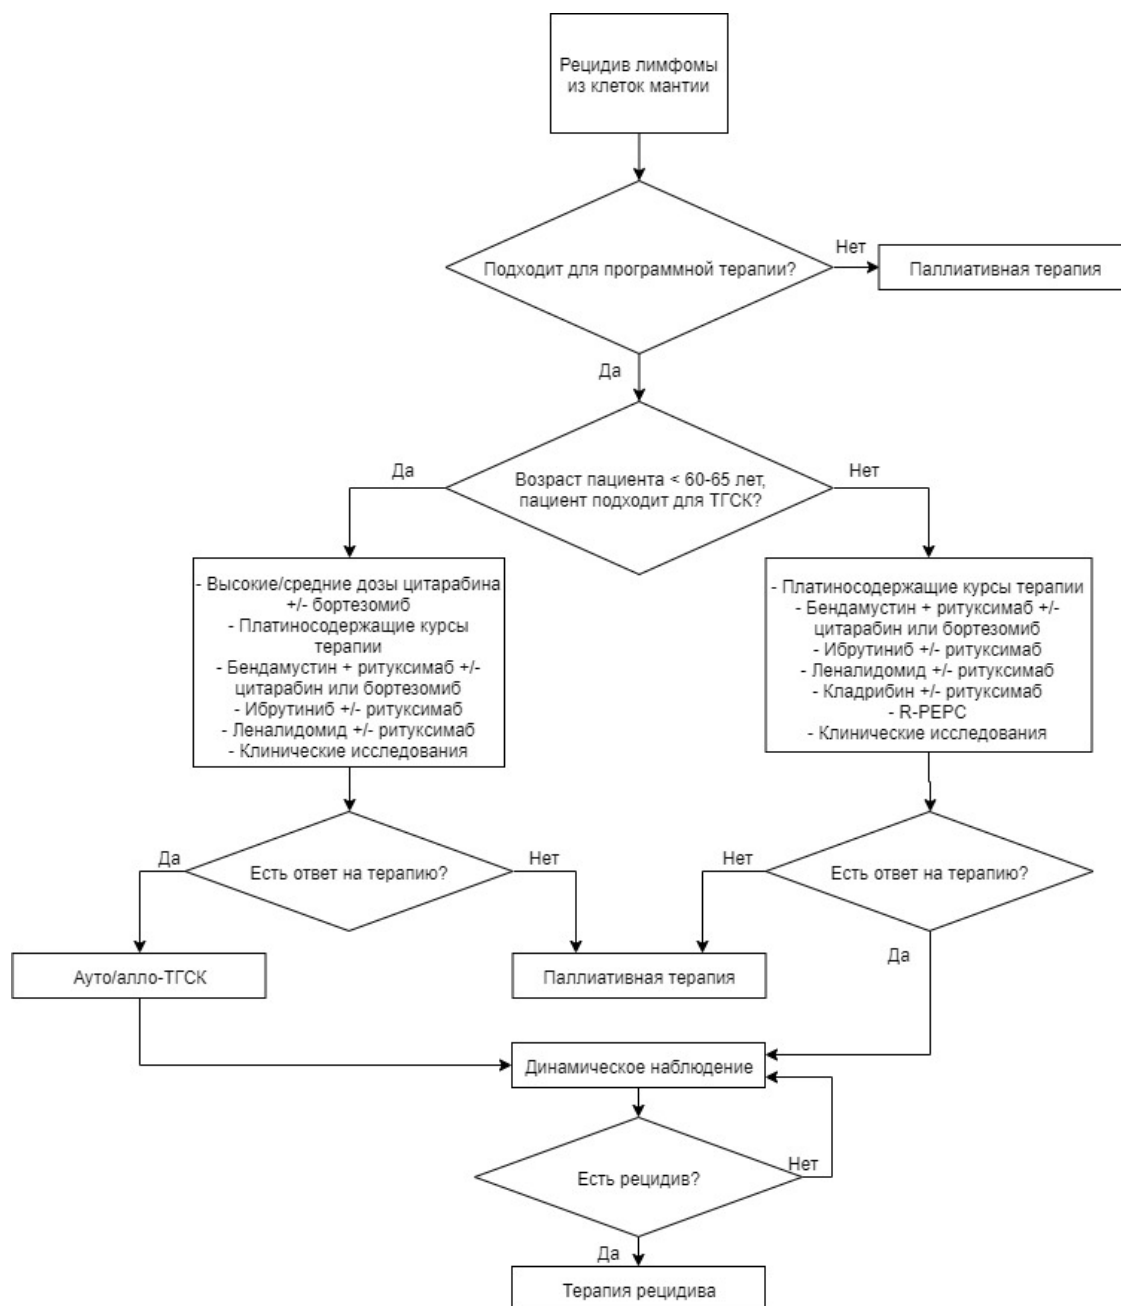 Рецидив лимфомы
из клеток мантии
Подходит для программной терапии?
Нет
Паллиативная терапия
Да
Возраст пациента < 60-65 лет,
пациент подходит для ТГСК?
Да
Нет
- Высокие/средние дозы цитарабина
+/- бортезомиб
- Платиносодержащие курсы
терапии
- Бендамустин + ритуксимаб +/-
цитарабин или бортезомиб
- Ибрутиниб +/- ритуксимаб
- Леналидомид +/- ритуксимаб
- Клинические исследования
- Платиносодержащие курсы терапии
- Бендамустин + ритуксимаб +/-
цитарабин или бортезомиб
- Ибрутиниб +/- ритуксимаб
- Леналидомид +/- ритуксимаб
- Кладрибин +/- ритуксимаб
- R-PEPC
- Клинические исследования
Да
Есть ответ на терапию?
Нет
Нет
Есть ответ на терапию?
Да
Ауто/алло-ТГСК
Паллиативная терапия
Динамическое наблюдение
Есть рецидив?
Нет
Да
Терапия рецидива